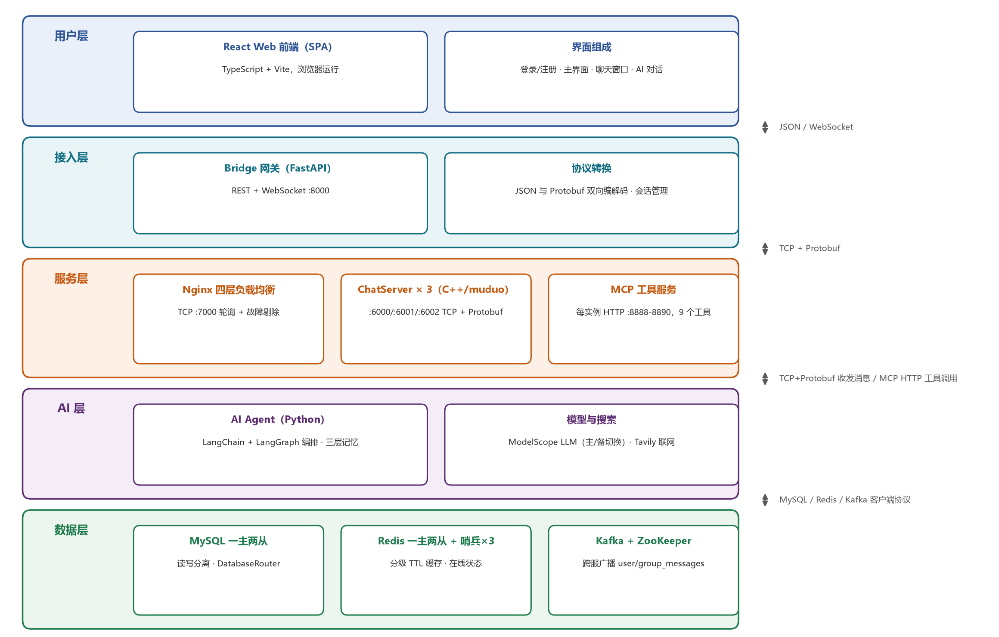 用户层
React Web 前端（SPA）
TypeScript + Vite，浏览器运行
界面组成
登录/注册 · 主界面 · 聊天窗口 · AI 对话
JSON / WebSocket
接入层
Bridge 网关（FastAPI）
REST + WebSocket :8000
协议转换
JSON 与 Protobuf 双向编解码 · 会话管理
TCP + Protobuf
服务层
Nginx 四层负载均衡
TCP :7000 轮询 + 故障剔除
ChatServer × 3（C++/muduo）
:6000/:6001/:6002 TCP + Protobuf
MCP 工具服务
每实例 HTTP :8888-8890，9 个工具
TCP+Protobuf 收发消息 / MCP HTTP 工具调用
AI 层
AI Agent（Python）
LangChain + LangGraph 编排 · 三层记忆
模型与搜索
ModelScope LLM（主/备切换）· Tavily 联网
MySQL / Redis / Kafka 客户端协议
数据层
MySQL 一主两从
读写分离 · DatabaseRouter
Redis 一主两从 + 哨兵×3
分级 TTL 缓存 · 在线状态
Kafka + ZooKeeper
跨服广播 user/group_messages